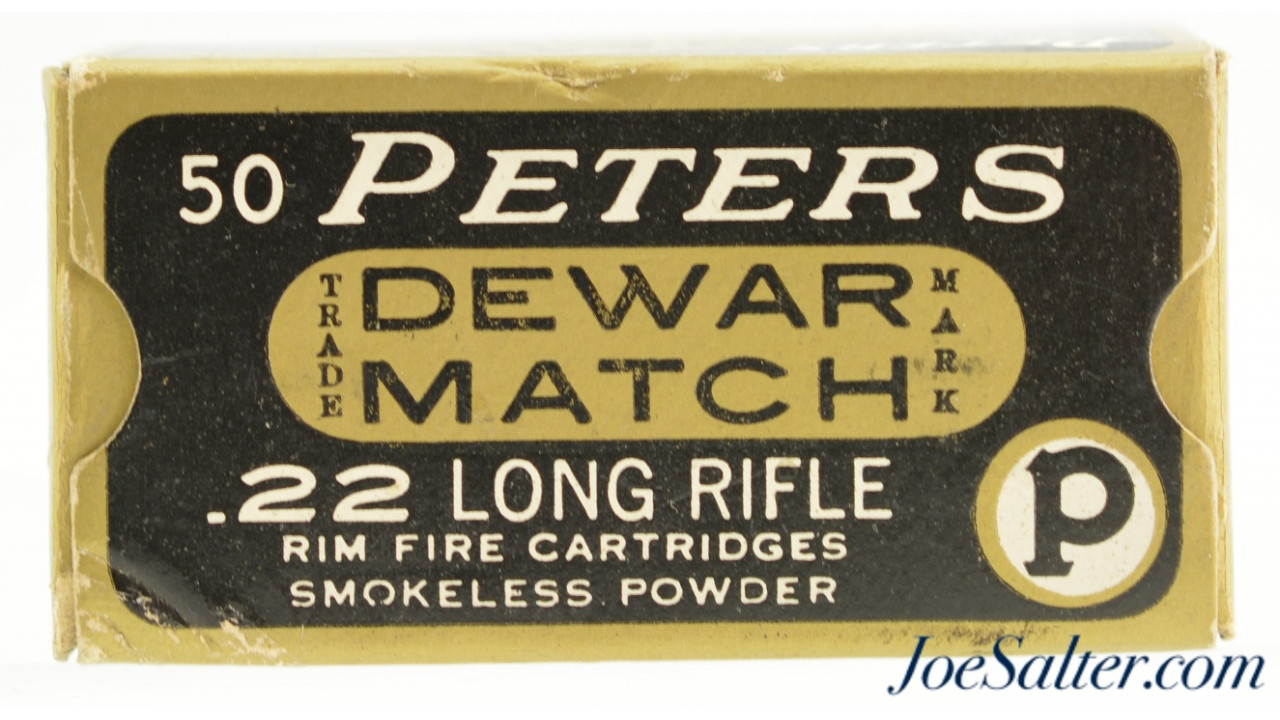 50 PETERS
TRADE DEWAR MARK
MATCH
.22 LONG RIFLE
RIM FIRE CARTRIDGES
SMOKELESS POWDER
P
JoeSalter.com